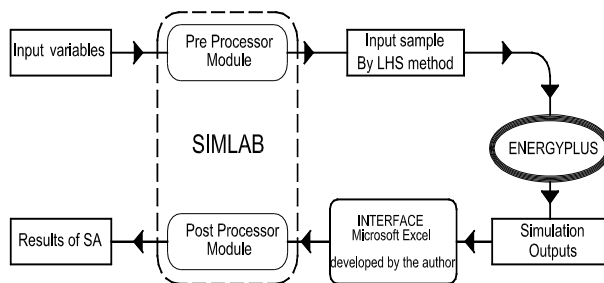 Input variables
Pre Processor
Module
Input sample
By LHS method
SIMLAB
ENERGYPLUS
Results of SA
Post Processor
Module
INTERFACE
Microsoft Excel
developed by the author
Simulation
Outputs